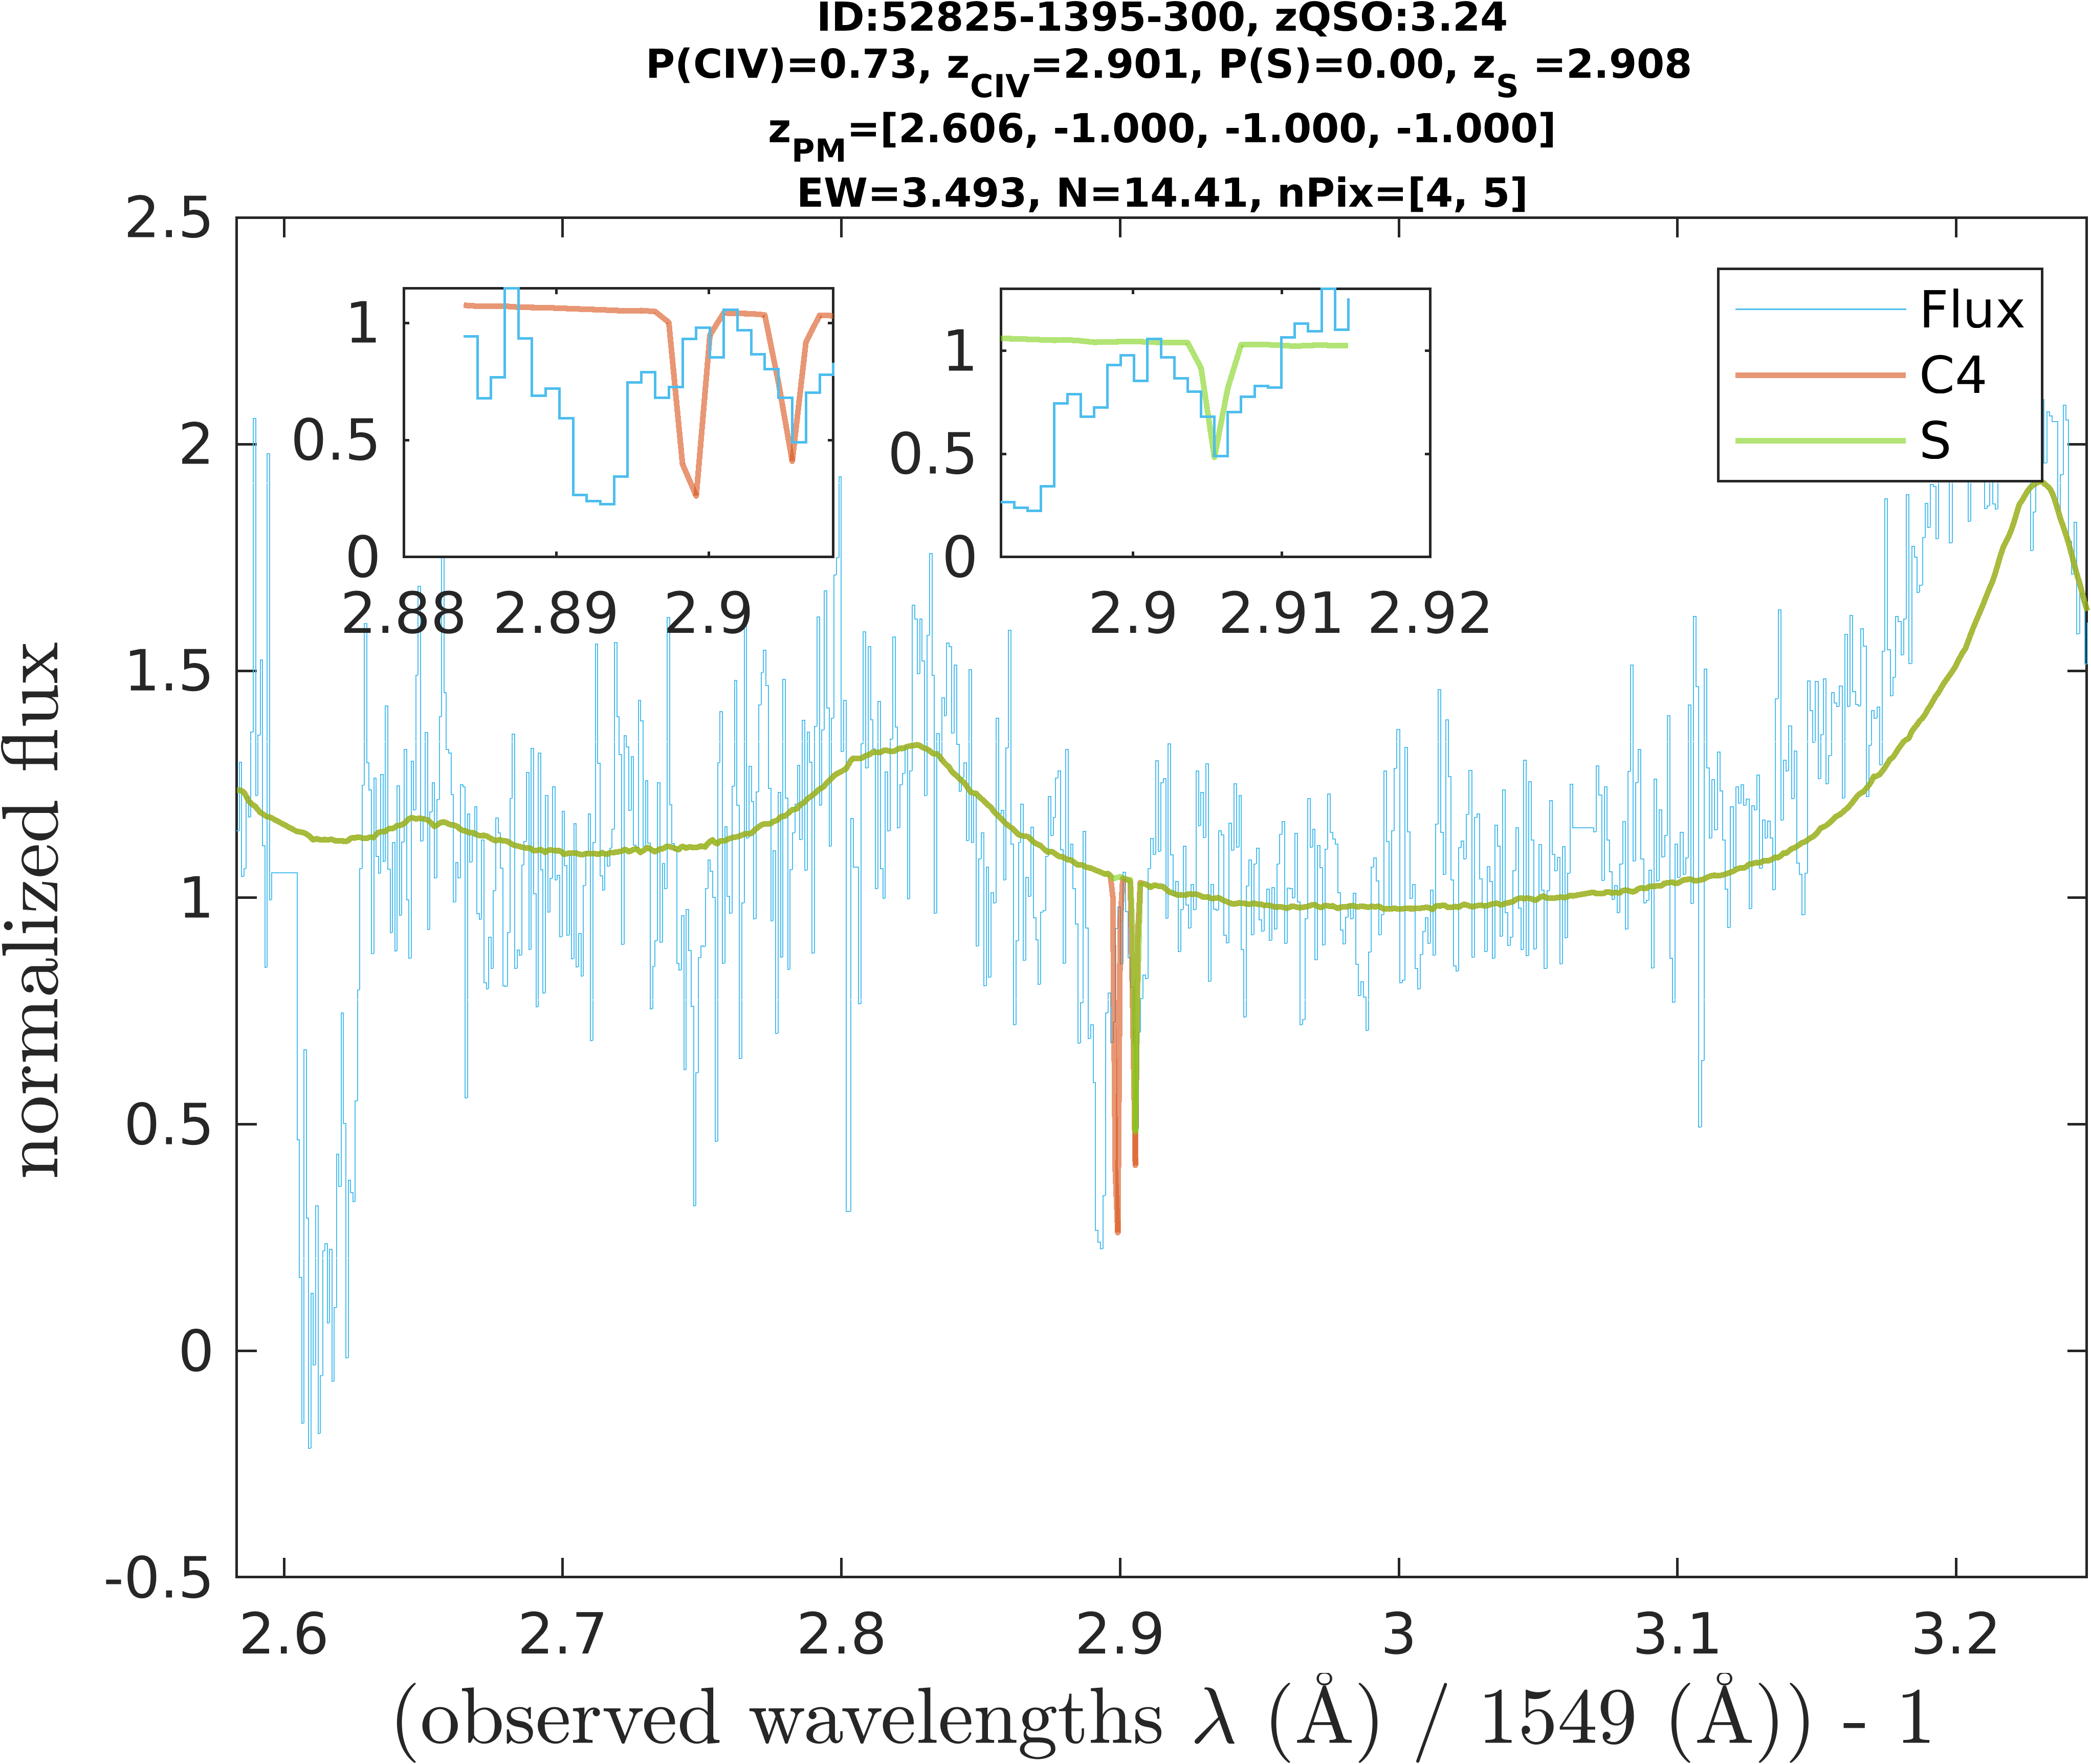 ID:52825-1395-300, zQSO:3.24
P(CIV)=0.73, zCIV=2.901, P(S)=0.00, zS =2.908
zPM=[2.606, -1.000, -1.000, -1.000]
EW=3.493, N=14.41, nPix=[4, 5]
2.5
2
1.5
1
0.5
0
-0.5
normalized flux
1
0.5
0
2.88 2.89 2.9
1
0.5
0
2.9 2.91 2.92
Flux
C4
S
2.6 2.7 2.8 2.9 3 3.1 3.2
(observed wavelengths λ (Å) / 1549 (Å)) - 1